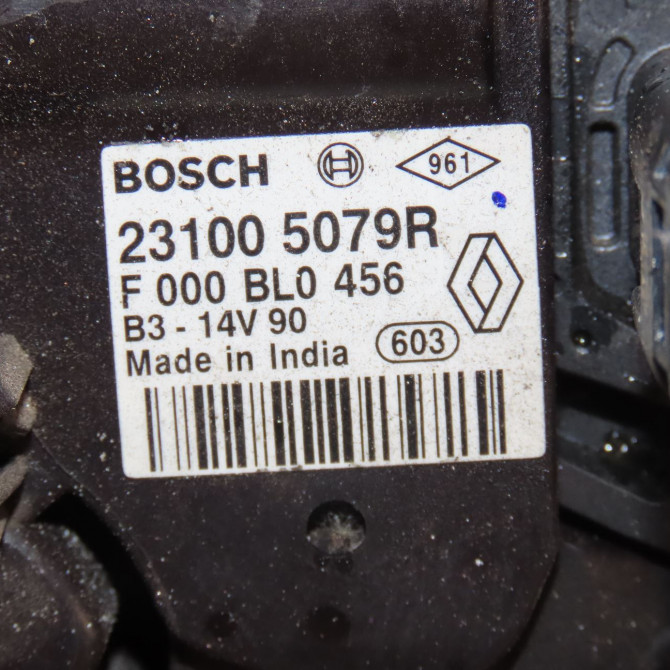 BOSCH 961
23100 5079R
F 000 BL0 456
B3 - 14V 90
Made in India 603